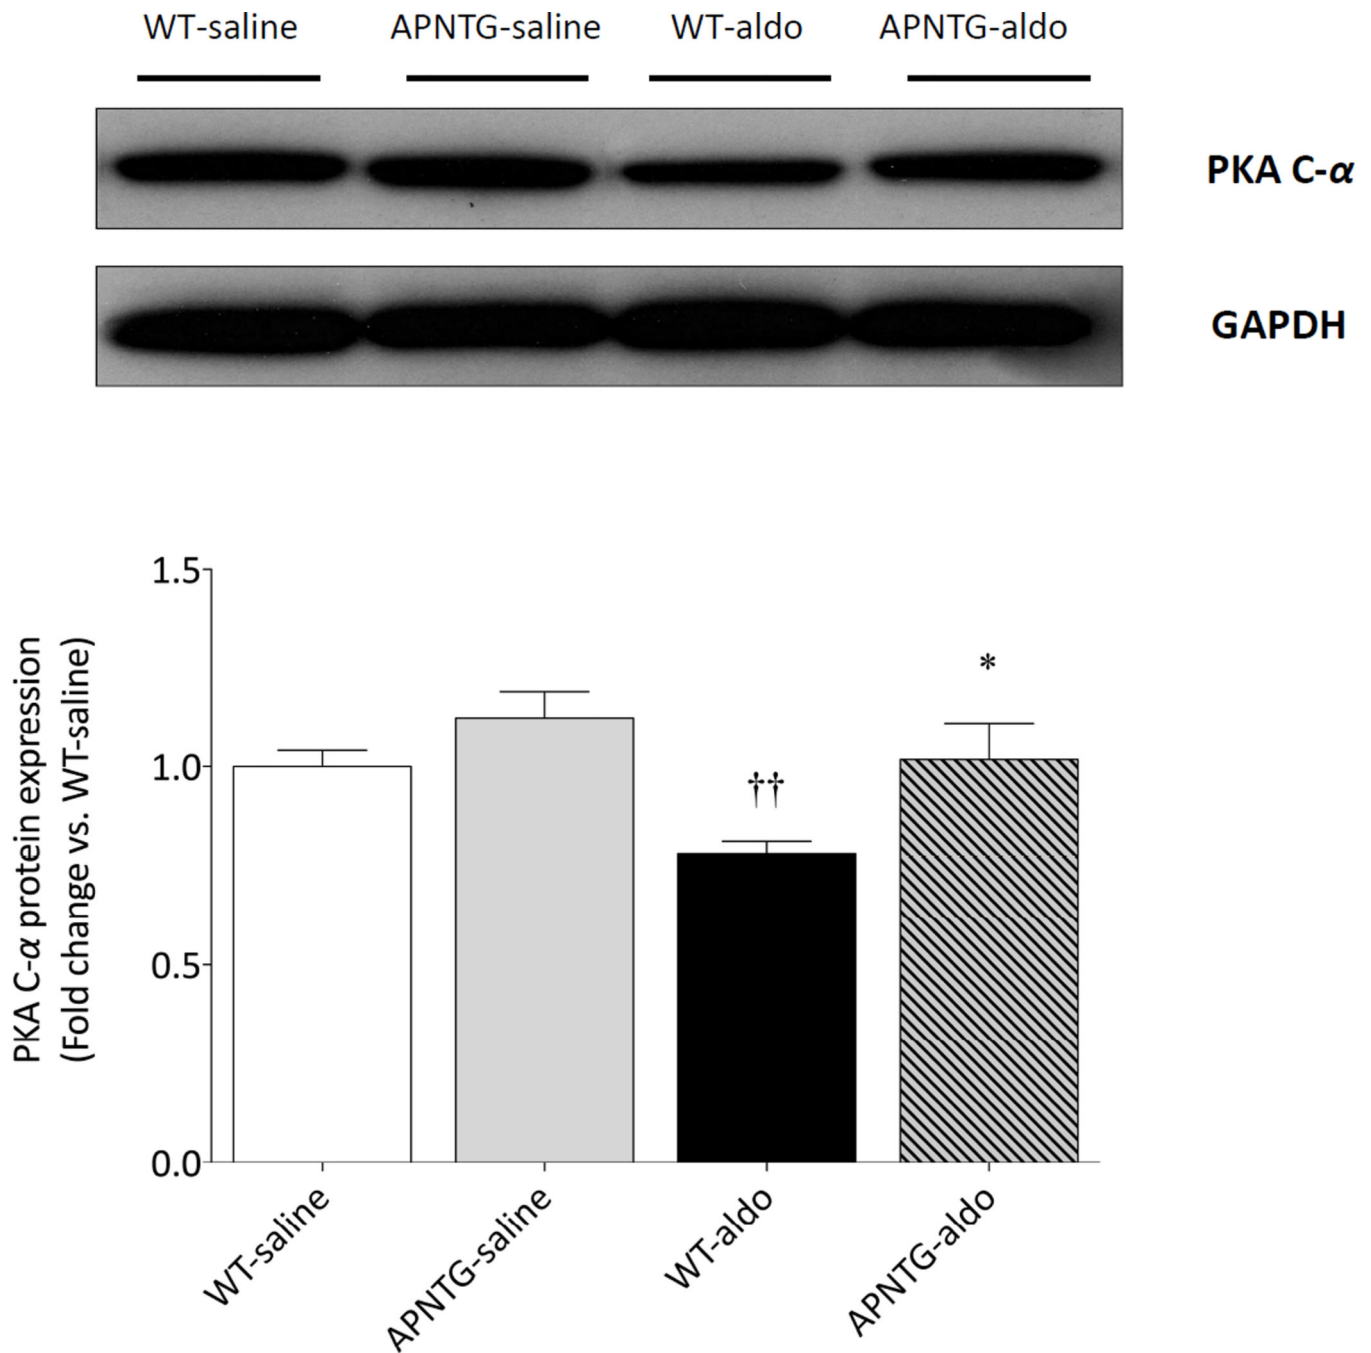 WT-saline APNTG-saline WT-aldo APNTG-aldo
PKA C-α
GAPDH
PKA C-α protein expression
(Fold change vs. WT-saline)
1.5
1.0
0.5
0.0
*
††
WT-saline
APNTG-saline
WT-aldo
APNTG-aldo